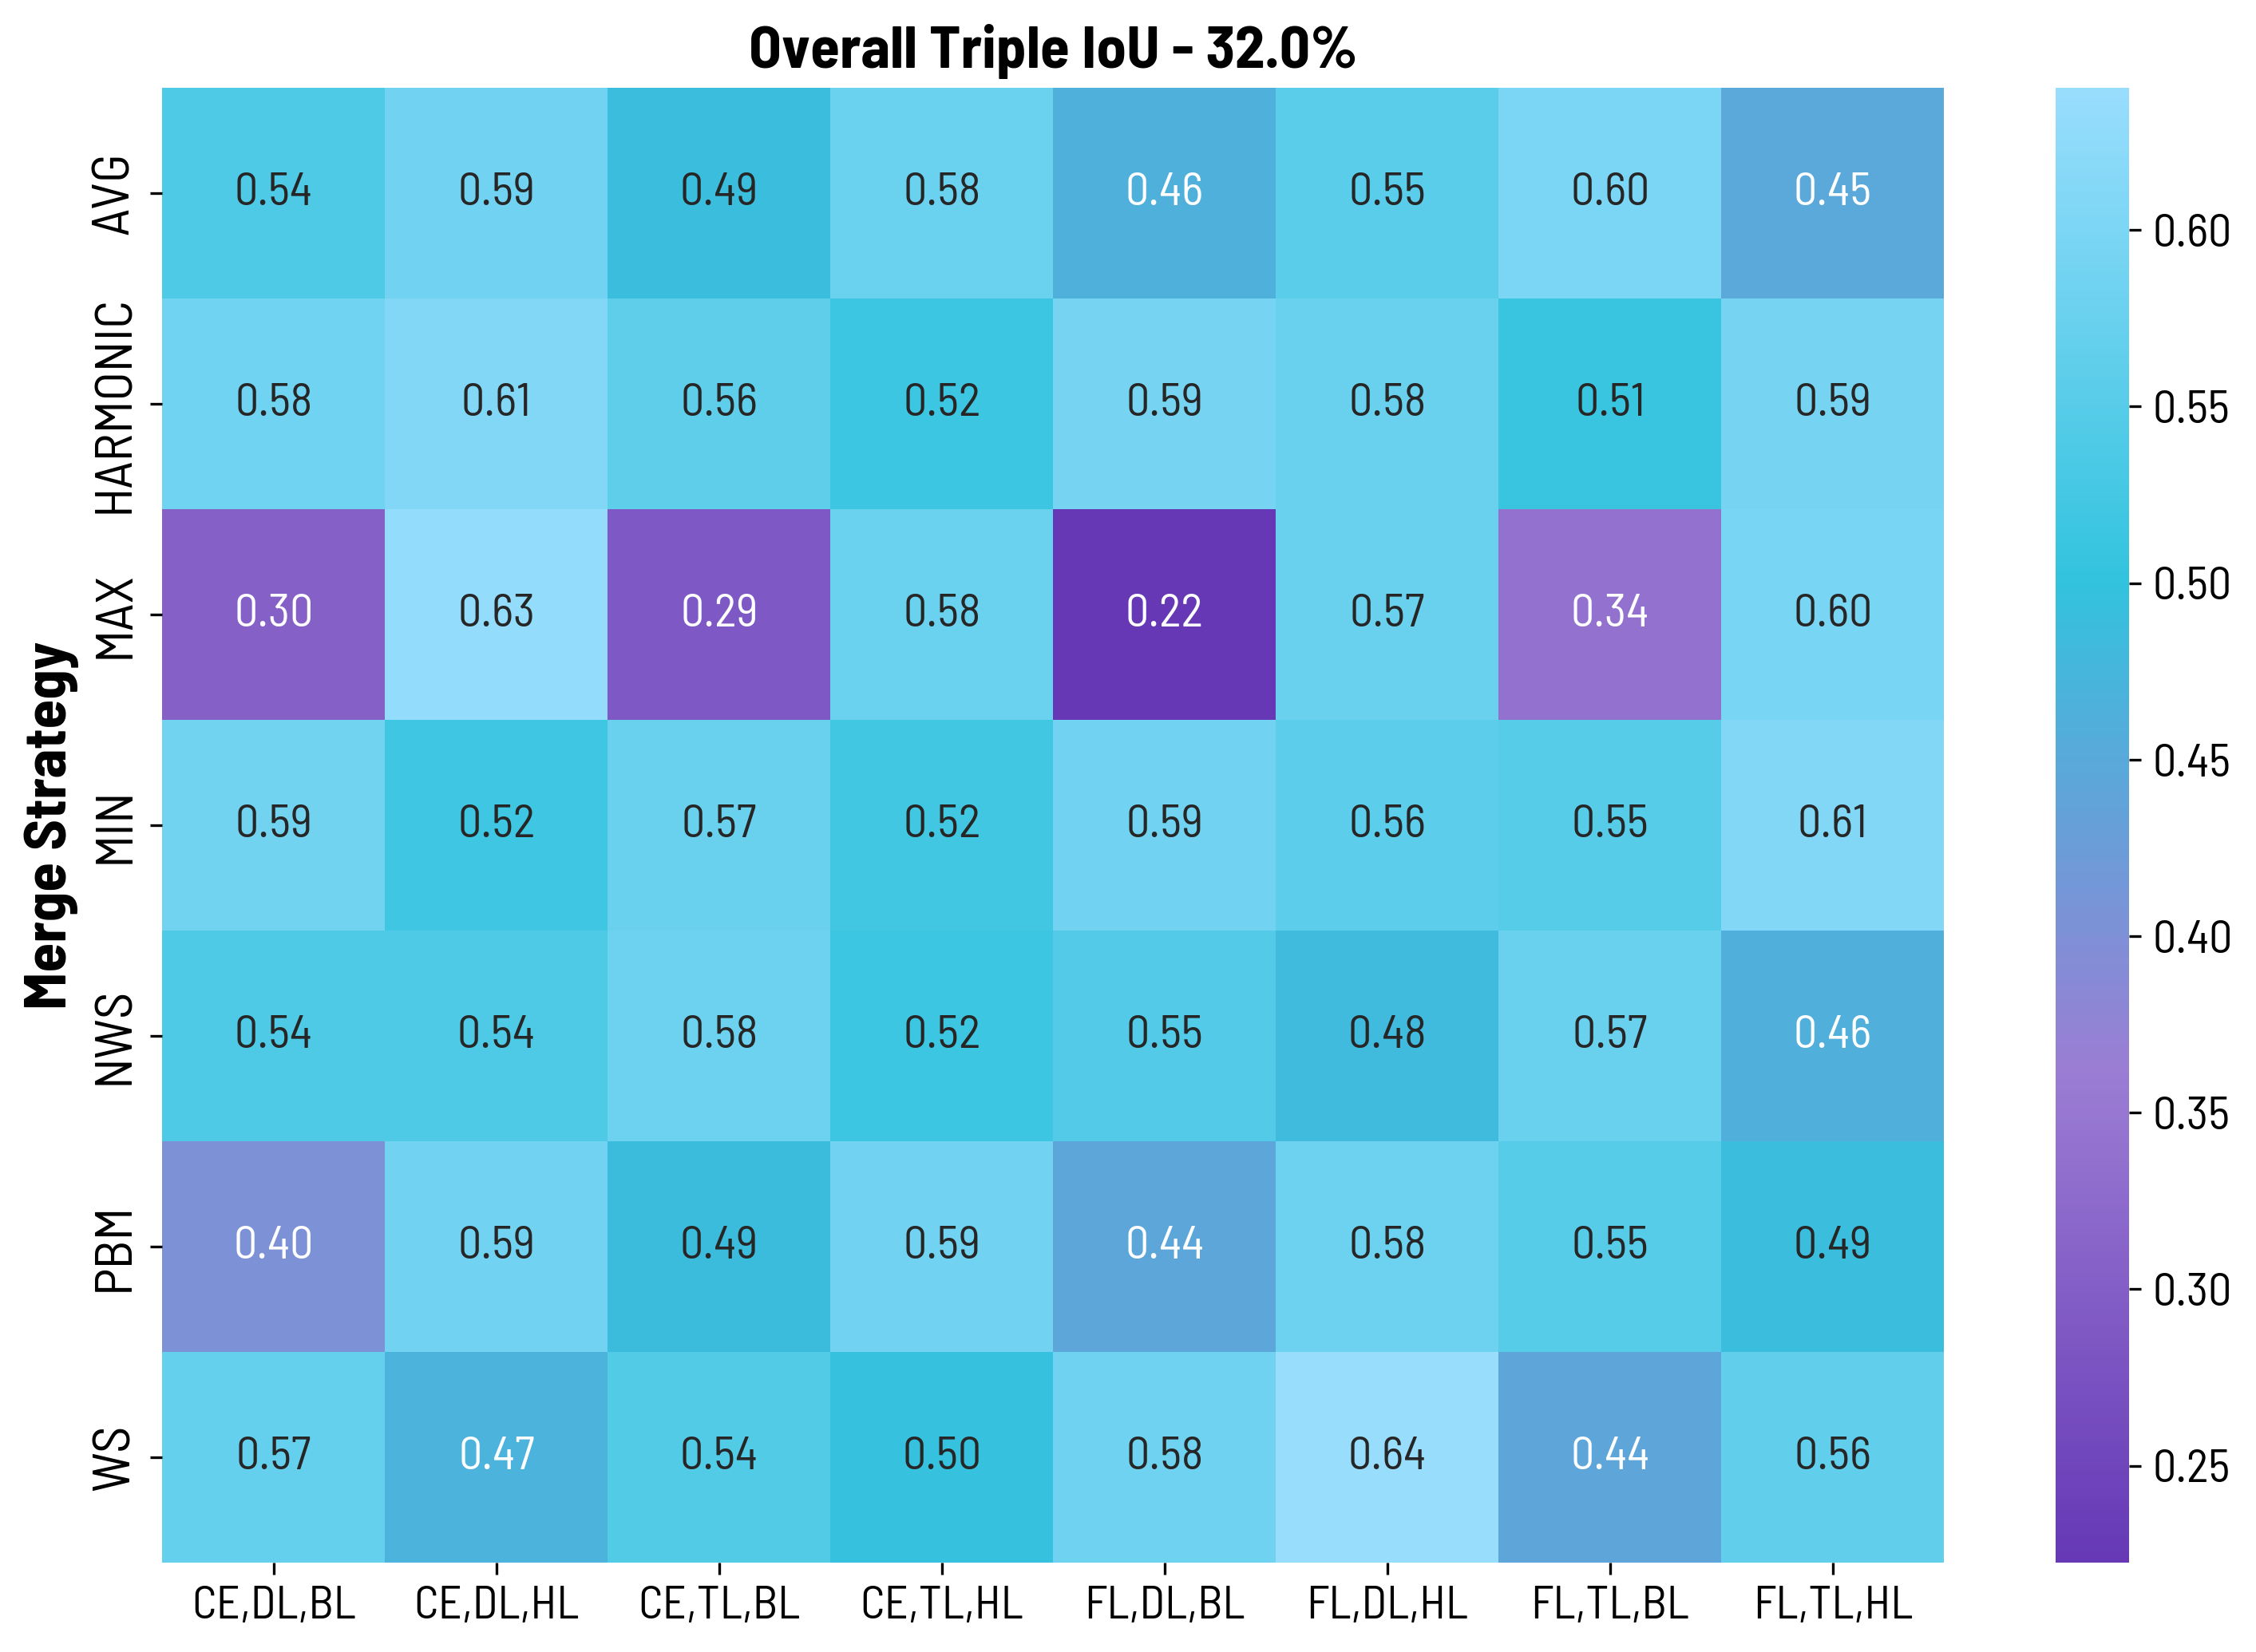 Overall Triple IoU - 32.0%
Merge Strategy
AVG 0.54 0.59 0.49 0.58 0.46 0.55 0.60 0.45
HARMONIC 0.58 0.61 0.56 0.52 0.59 0.58 0.51 0.59
MAX 0.30 0.63 0.29 0.58 0.22 0.57 0.34 0.60
MIN 0.59 0.52 0.57 0.52 0.59 0.56 0.55 0.61
NWS 0.54 0.54 0.58 0.52 0.55 0.48 0.57 0.46
PBM 0.40 0.59 0.49 0.59 0.44 0.58 0.55 0.49
WS 0.57 0.47 0.54 0.50 0.58 0.64 0.44 0.56
CE,DL,BL CE,DL,HL CE,TL,BL CE,TL,HL FL,DL,BL FL,DL,HL FL,TL,BL FL,TL,HL
0.60
0.55
0.50
0.45
0.40
0.35
0.30
0.25